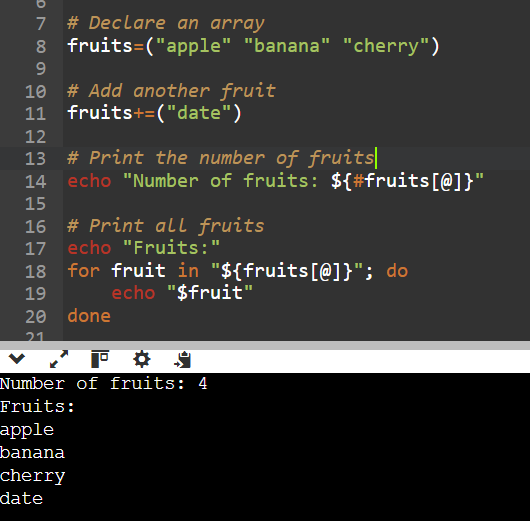 6
7 # Declare an array
8 fruits=("apple" "banana" "cherry")
9
10 # Add another fruit
11 fruits+=("date")
12
13 # Print the number of fruits
14 echo "Number of fruits: ${#fruits[@]}"
15
16 # Print all fruits
17 echo "Fruits:"
18 for fruit in "${fruits[@]}"; do
19     echo "$fruit"
20 done
21
Number of fruits: 4
Fruits:
apple
banana
cherry
date